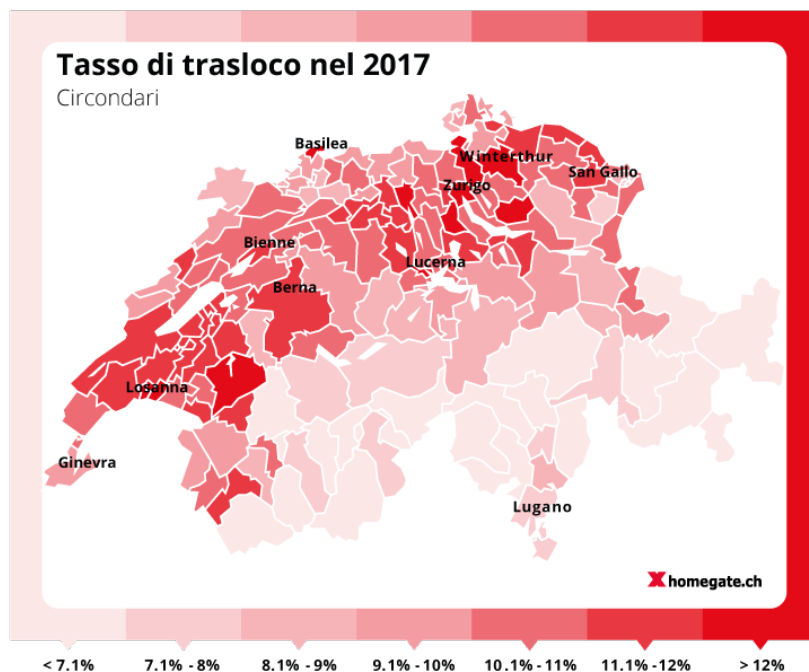 Tasso di trasloco nel 2017
Circondari
Basilea
Winterthur
San Gallo
Zurigo
Bienne
Lucerna
Berna
Losanna
Ginevra
Lugano
homegate.ch
< 7.1%
7.1% - 8%
8.1% - 9%
9.1% - 10%
10.1% - 11%
11.1% -12%
> 12%